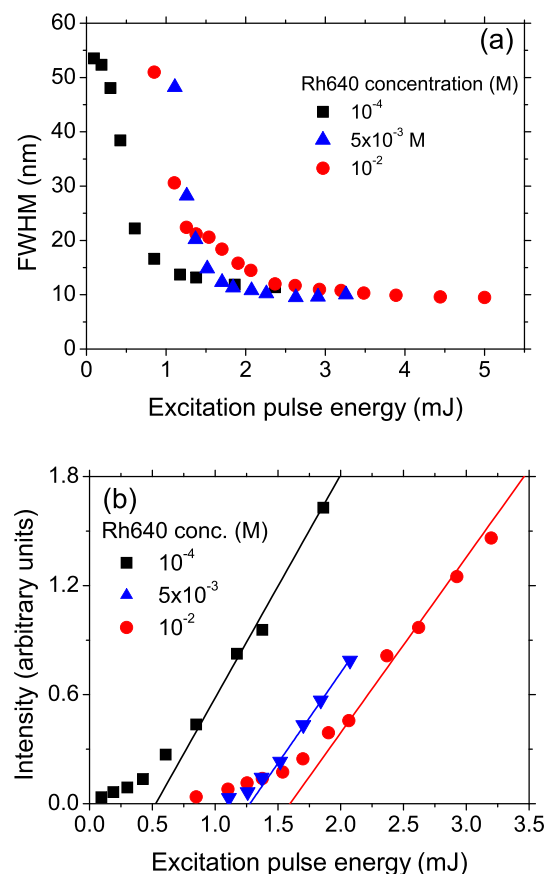 (a)
60
50
40
30
20
10
0
FWHM (nm)
Rh640 concentration (M)
10⁻⁴
5x10⁻³ M
10⁻²
0 1 2 3 4 5
Excitation pulse energy (mJ)
(b)
1.8
1.2
0.6
0.0
Intensity (arbitrary units)
Rh640 conc. (M)
10⁻⁴
5x10⁻³
10⁻²
0.0 0.5 1.0 1.5 2.0 2.5 3.0 3.5
Excitation pulse energy (mJ)